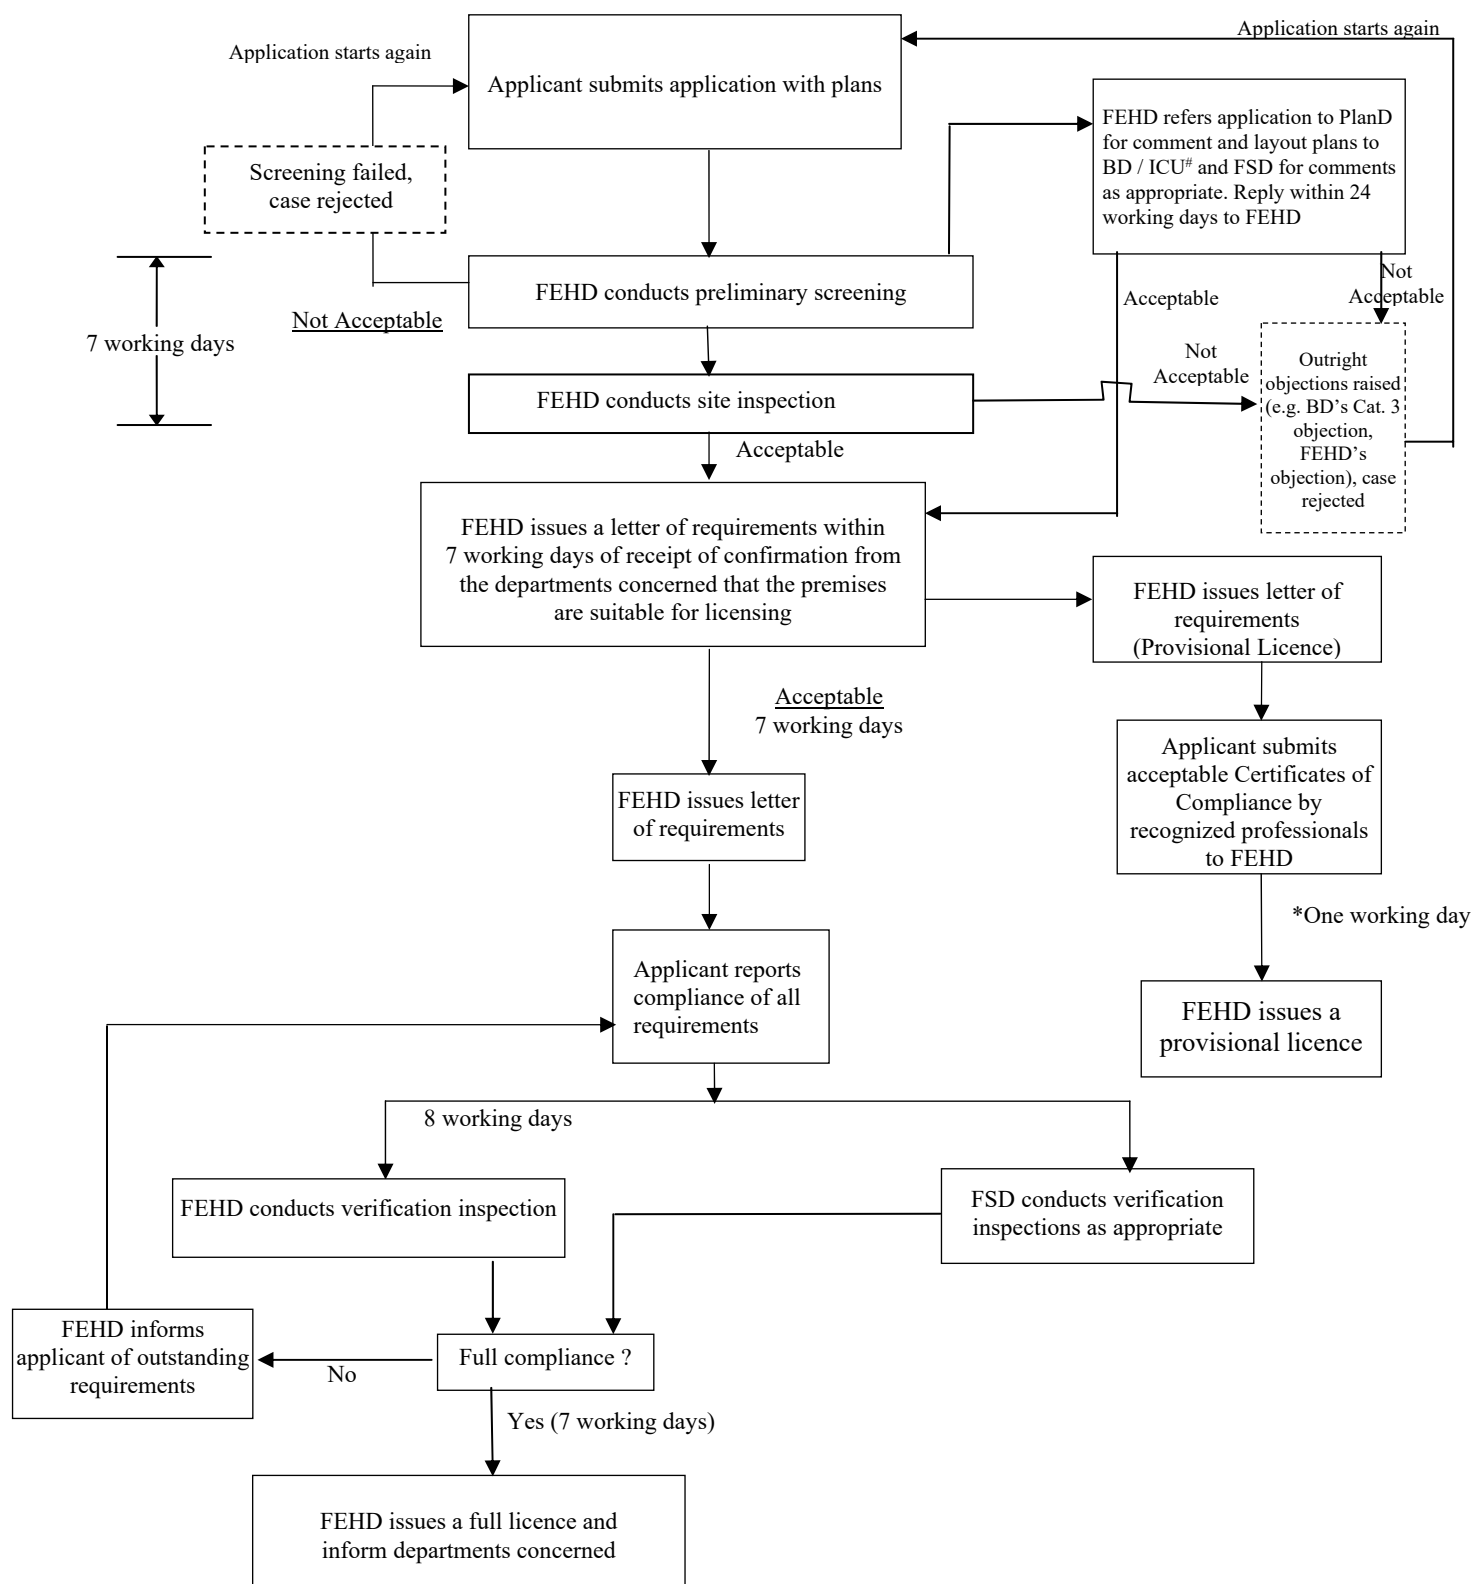 Application starts again
Application starts again
Applicant submits application with plans
FEHD refers application to PlanD
for comment and layout plans to
BD / ICU# and FSD for comments
as appropriate. Reply within 24
working days to FEHD
Screening failed,
case rejected
FEHD conducts preliminary screening
Not Acceptable
7 working days
Acceptable
Not
Acceptable
Not
Acceptable
Outright
objections raised
(e.g. BD’s Cat. 3
objection,
FEHD’s
objection), case
rejected
FEHD conducts site inspection
Acceptable
FEHD issues a letter of requirements within
7 working days of receipt of confirmation from
the departments concerned that the premises
are suitable for licensing
FEHD issues letter of
requirements
(Provisional Licence)
Acceptable
7 working days
Applicant submits
acceptable Certificates of
Compliance by
recognized professionals
to FEHD
FEHD issues letter
of requirements
*One working day
Applicant reports
compliance of all
requirements
FEHD issues a
provisional licence
8 working days
FEHD conducts verification inspection
FSD conducts verification
inspections as appropriate
FEHD informs
applicant of outstanding
requirements
Full compliance ?
No
Yes (7 working days)
FEHD issues a full licence and
inform departments concerned